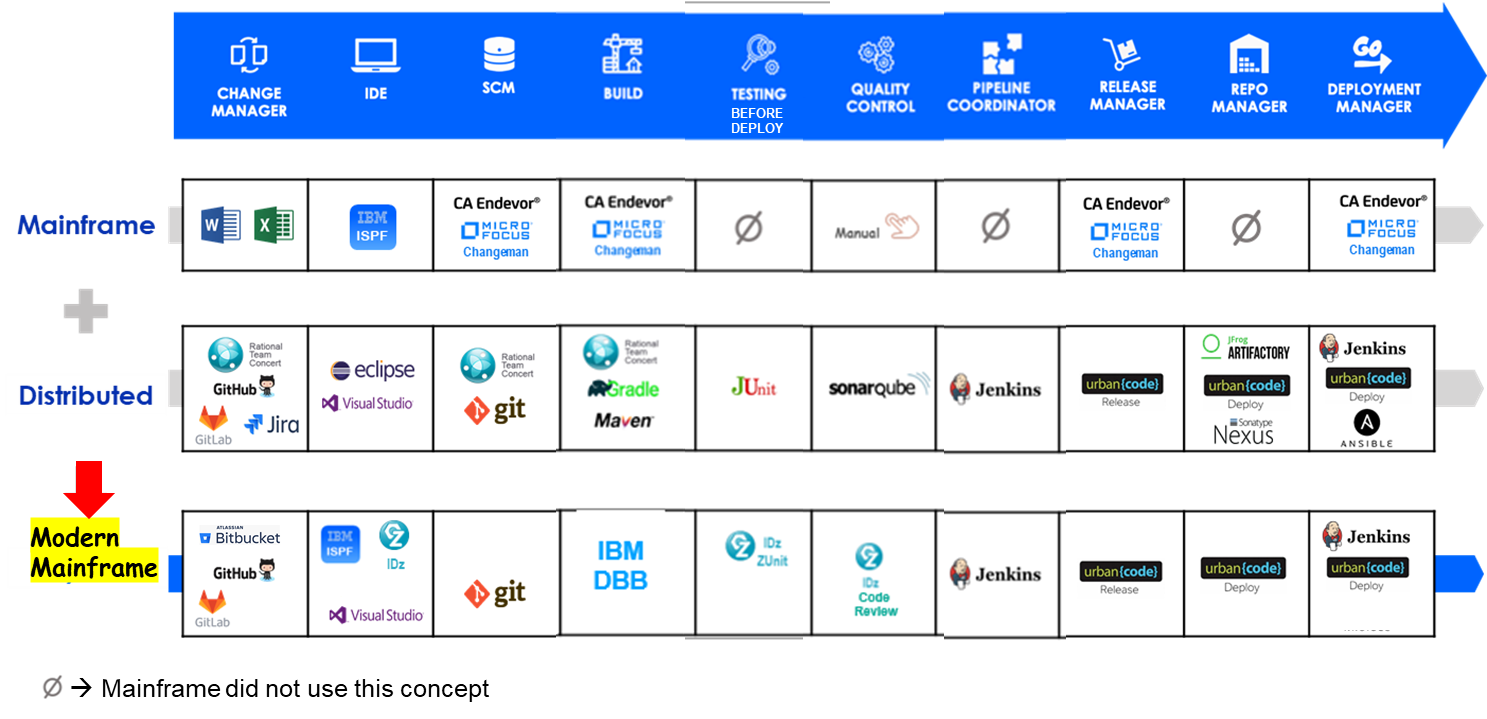 CHANGE
MANAGER
IDE
SCM
BUILD
TESTING
BEFORE
DEPLOY
QUALITY
CONTROL
PIPELINE
COORDINATOR
RELEASE
MANAGER
REPO
MANAGER
GO
DEPLOYMENT
MANAGER
Mainframe
W
X
IBM
ISPF
CA Endevor®
MICRO
FOCUS
Changeman
CA Endevor®
MICRO
FOCUS
Changeman
Ø
Manual
Ø
CA Endevor®
MICRO
FOCUS
Changeman
Ø
CA Endevor®
MICRO
FOCUS
Changeman
Distributed
Rational
Team
Concert
GitHub
GitLab
Jira
eclipse
Visual Studio
Rational
Team
Concert
git
Rational
Team
Concert
Gradle
Maven™
JUnit
sonarqube
Jenkins
urban{code}
Release
JFrog
ARTIFACTORY
urban{code}
Deploy
Sonatype
Nexus
Jenkins
urban{code}
Deploy
A
ANSIBLE
Modern
Mainframe
ATLASSIAN
Bitbucket
GitHub
GitLab
IBM
ISPF
IDz
Visual Studio
git
IBM
DBB
IDz
ZUnit
IDz
Code
Review
Jenkins
urban{code}
Release
urban{code}
Deploy
Jenkins
urban{code}
Deploy
Ø → Mainframe did not use this concept